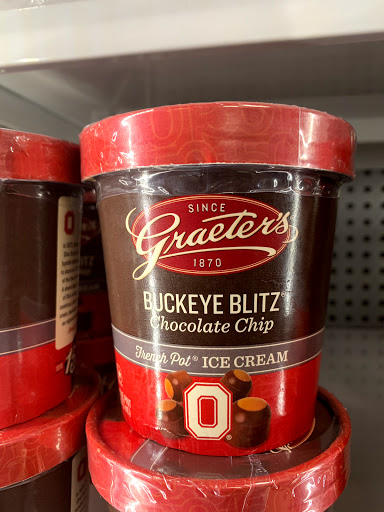 SINCE
Graeter's
1870
BUCKEYE BLITZ®
Chocolate Chip
French Pot® ICE CREAM
O